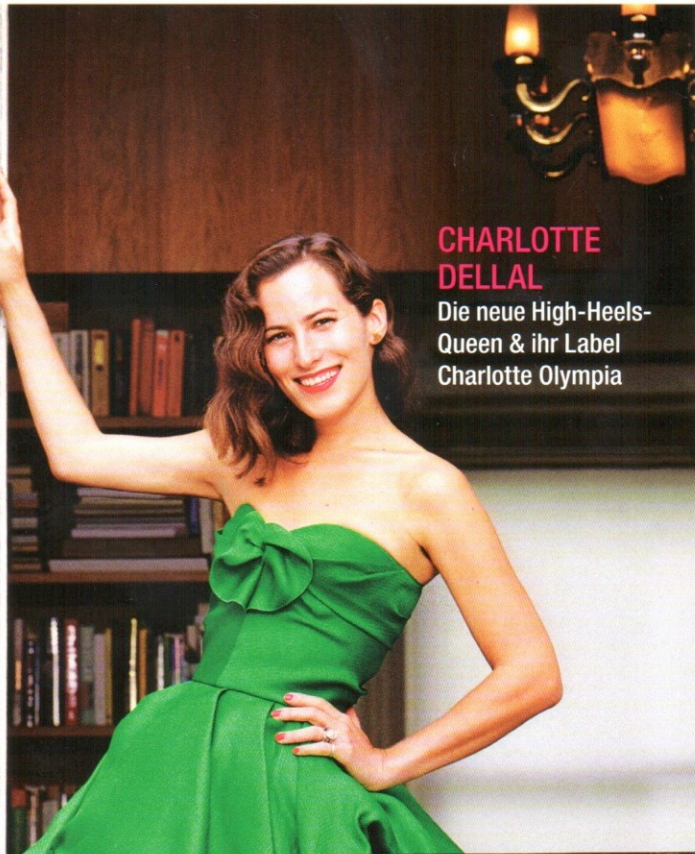 CHARLOTTE
DELLAL
Die neue High-Heels-
Queen & ihr Label
Charlotte Olympia